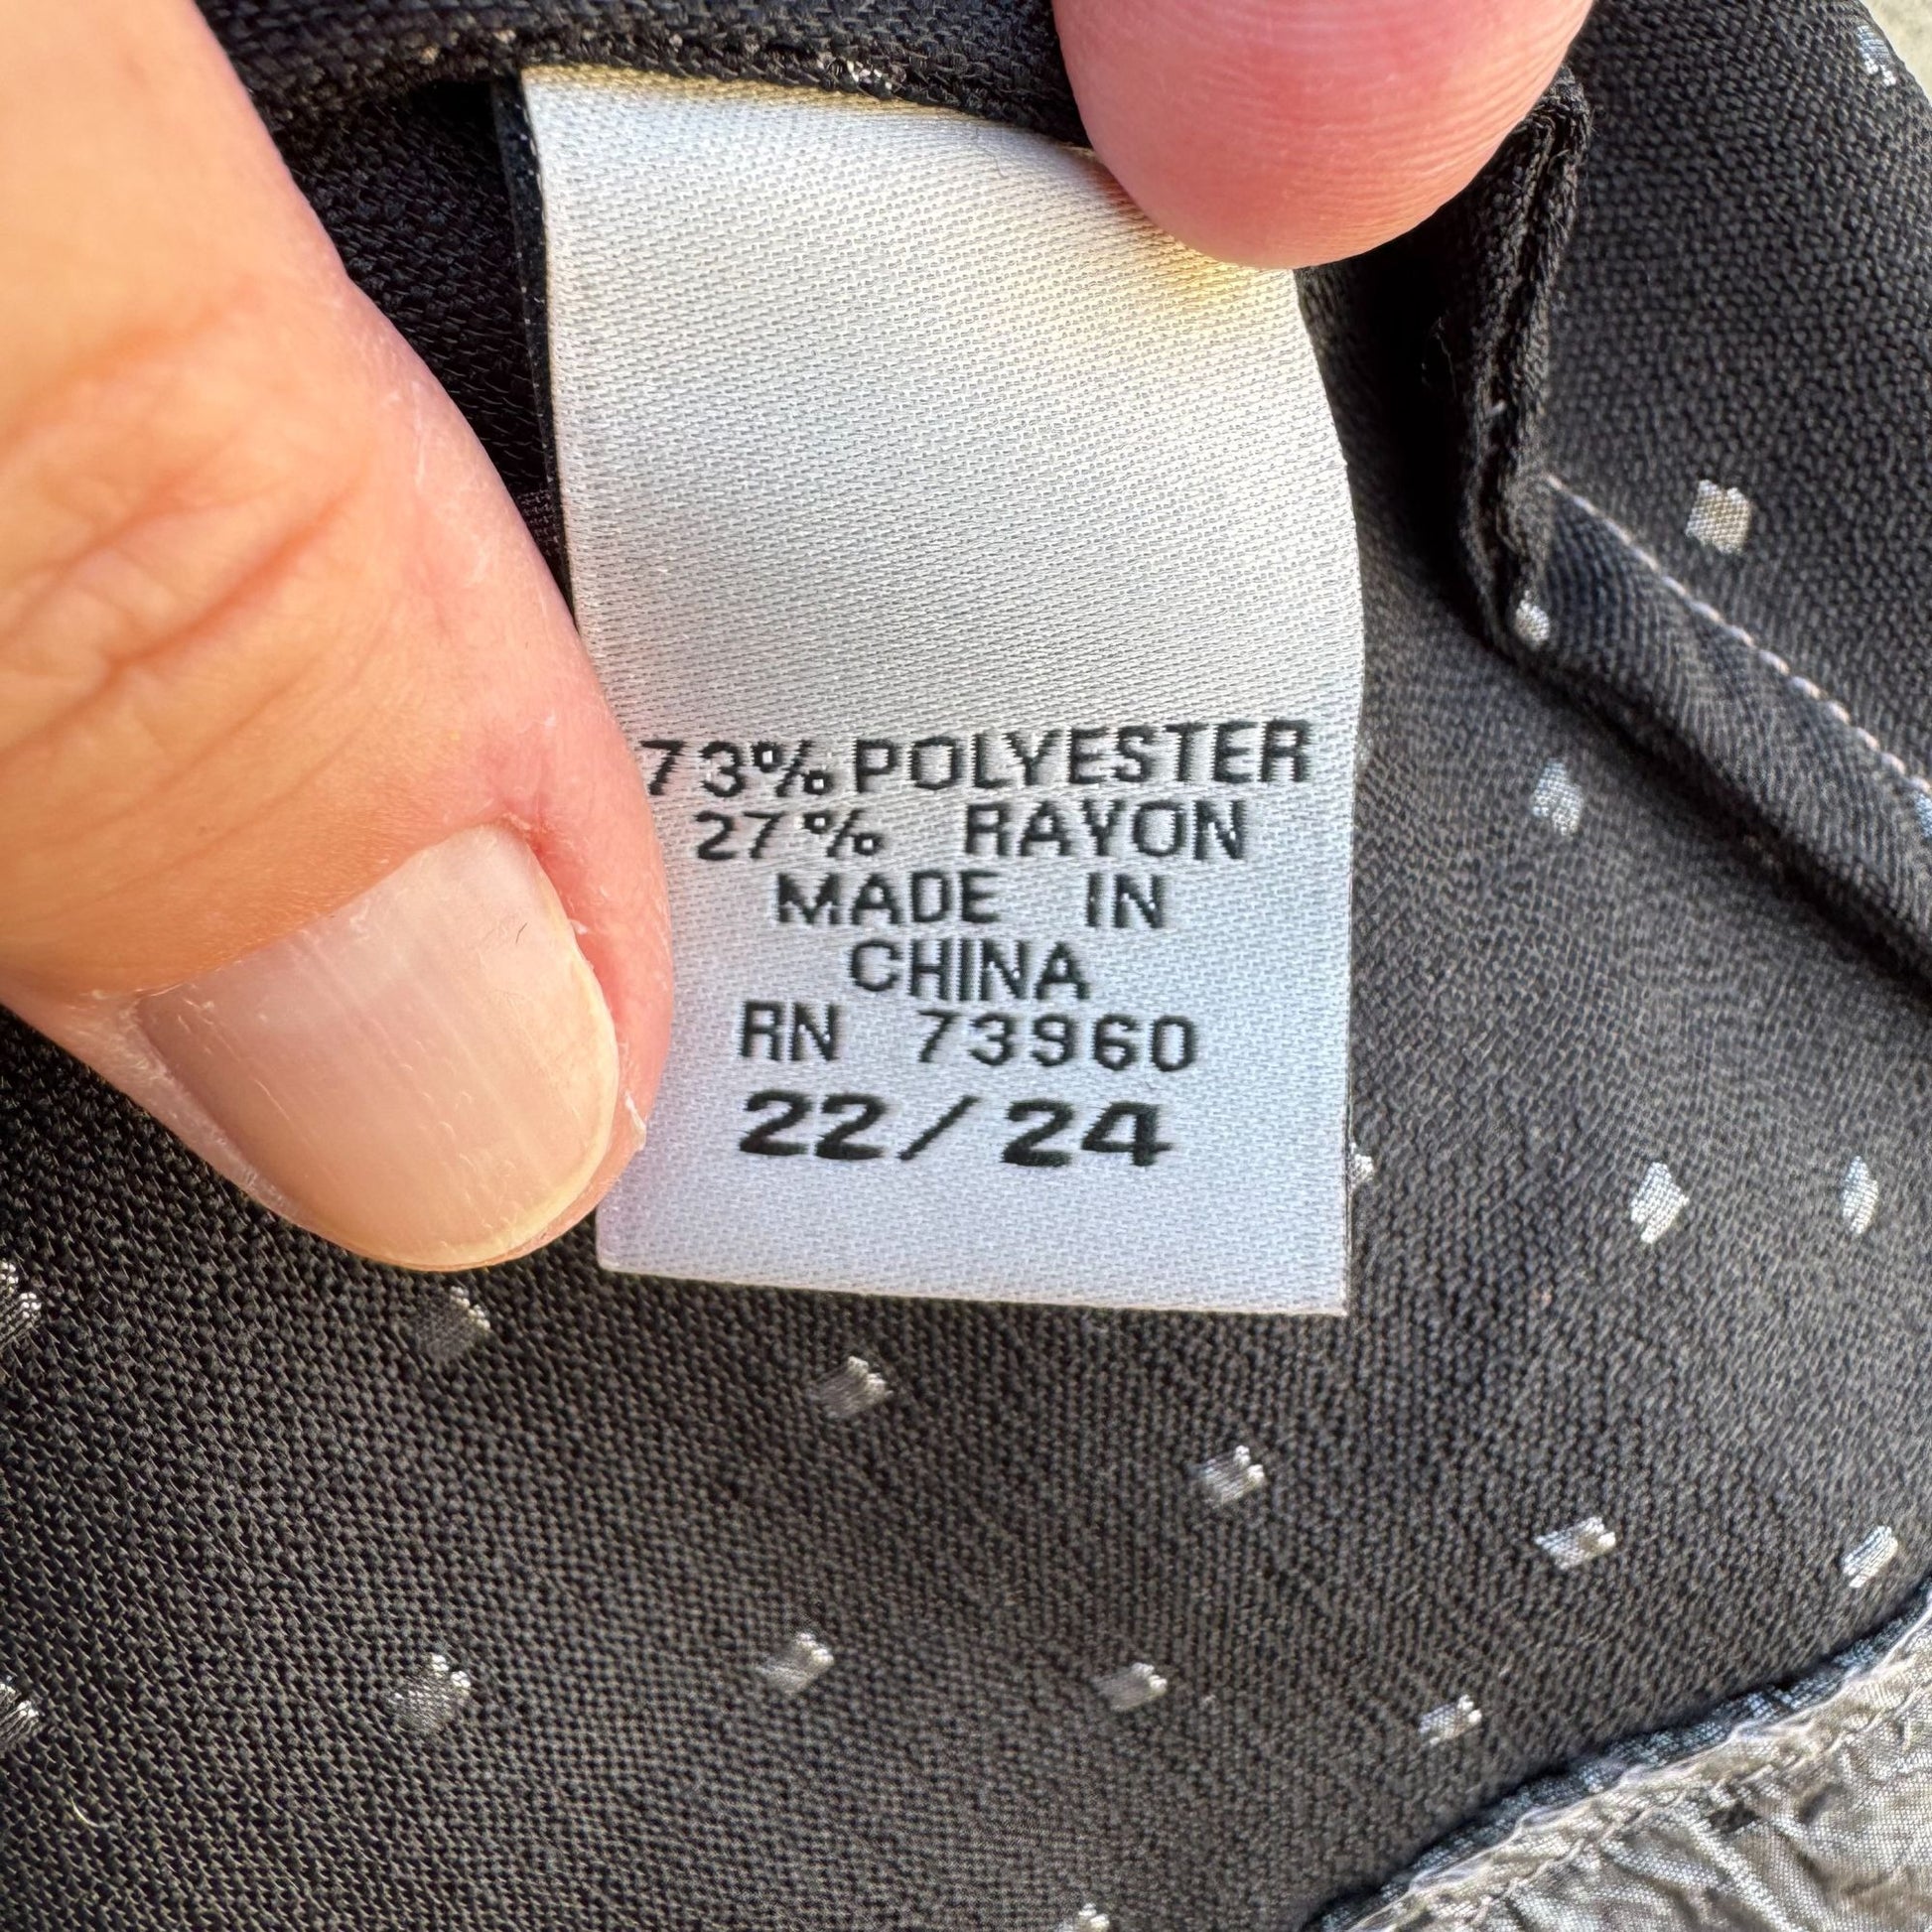 73% POLYESTER
27% RAYON
MADE IN
CHINA
RN 73960
22/24